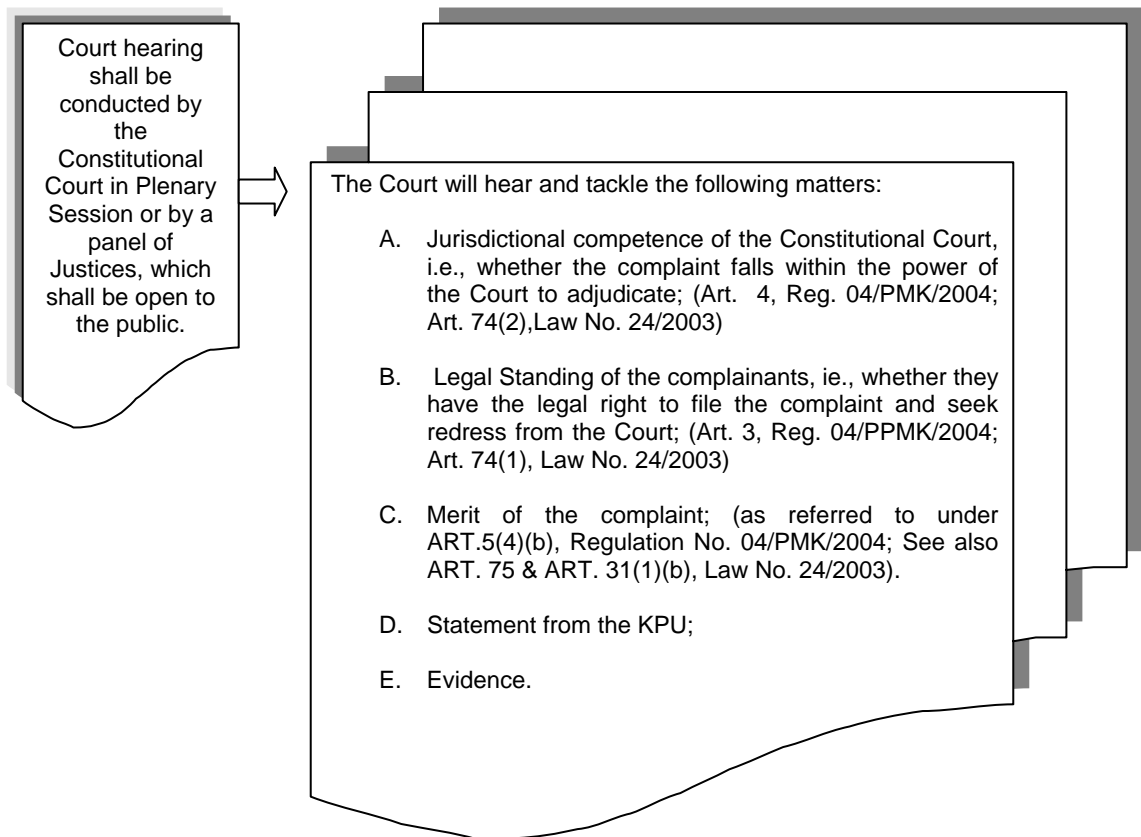 Court hearing
shall be
conducted by
the
Constitutional
Court in Plenary
Session or by a
panel of
Justices, which
shall be open to
the public.
The Court will hear and tackle the following matters:
A. Jurisdictional competence of the Constitutional Court,
i.e., whether the complaint falls within the power of
the Court to adjudicate; (Art. 4, Reg. 04/PMK/2004;
Art. 74(2),Law No. 24/2003)
B. Legal Standing of the complainants, ie., whether they
have the legal right to file the complaint and seek
redress from the Court; (Art. 3, Reg. 04/PPMK/2004;
Art. 74(1), Law No. 24/2003)
C. Merit of the complaint; (as referred to under
ART.5(4)(b), Regulation No. 04/PMK/2004; See also
ART. 75 & ART. 31(1)(b), Law No. 24/2003).
D. Statement from the KPU;
E. Evidence.